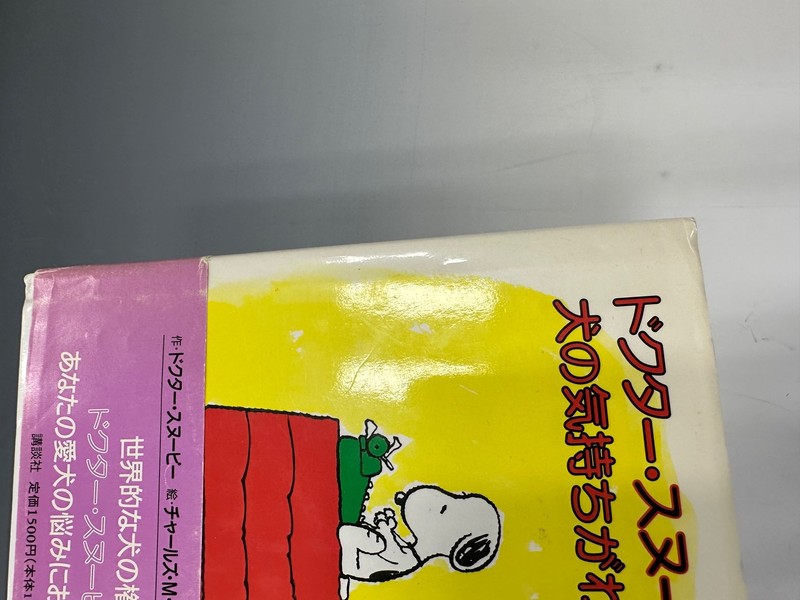 ドクター・スヌー
犬の気持ちがわ
作・ドクター・スヌーピー 絵・チャールズ・M・
世界的な犬の権
ドクター・スヌーピ
あなたの愛犬の悩みにお
講談社 定価1500円(本体1